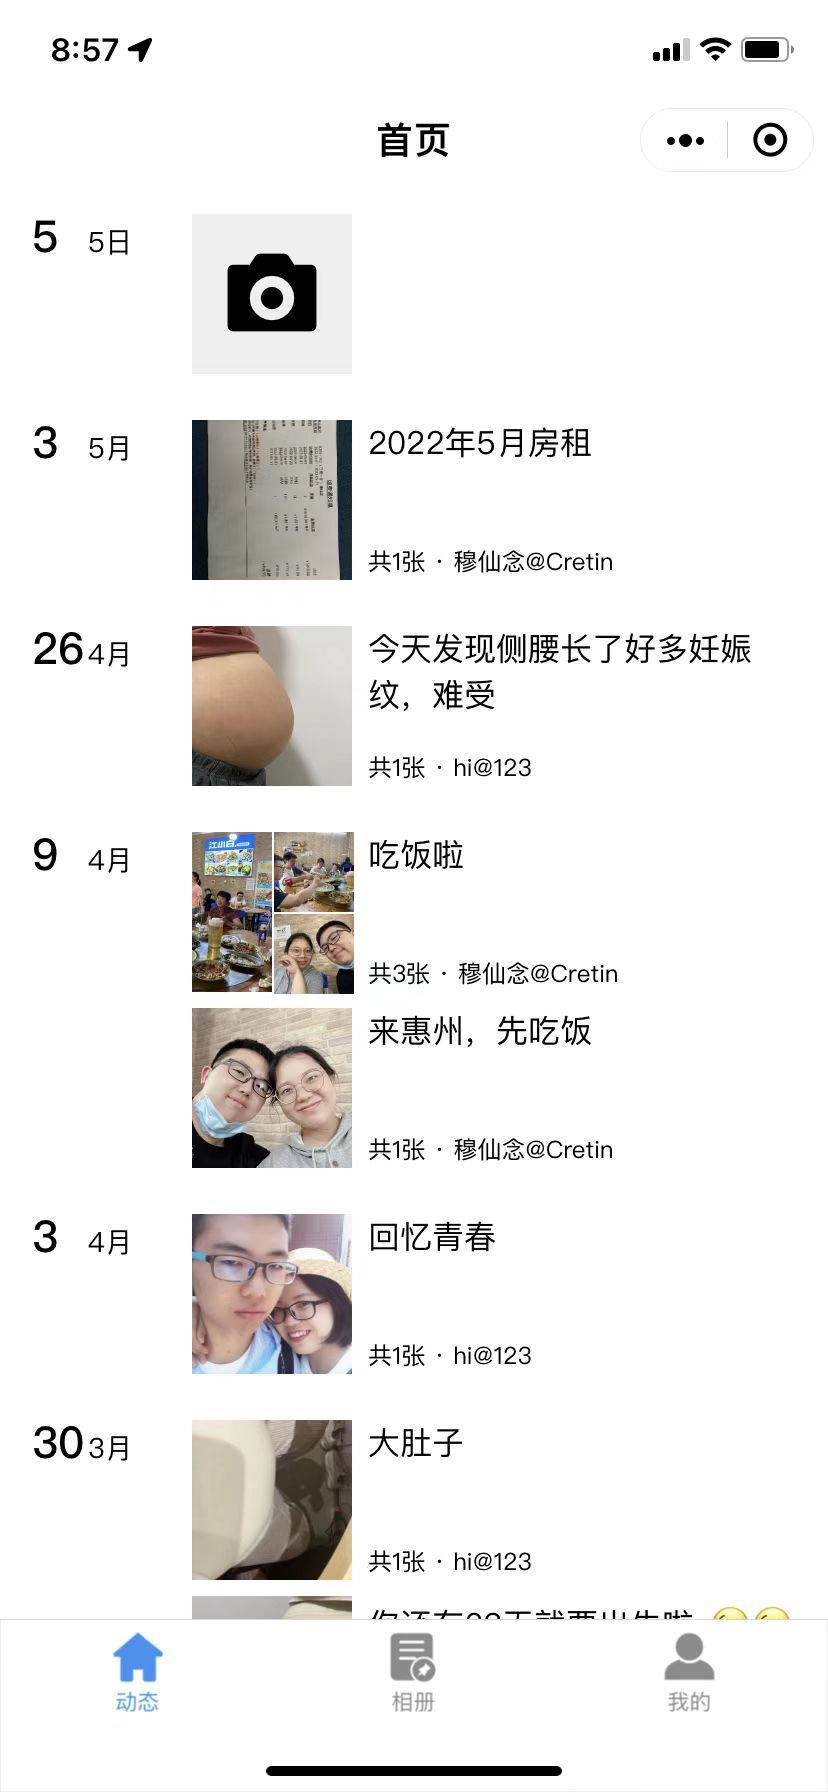 8:57
首页
5 5日
3 5月
2022年5月房租
共1张 · 穆仙念@Cretin
26 4月
今天发现侧腰长了好多妊娠
纹，难受
共1张 · hi@123
9 4月
江小白
吃饭啦
共3张 · 穆仙念@Cretin
来惠州，先吃饭
共1张 · 穆仙念@Cretin
3 4月
回忆青春
共1张 · hi@123
30 3月
大肚子
共1张 · hi@123
动态
相册
我的